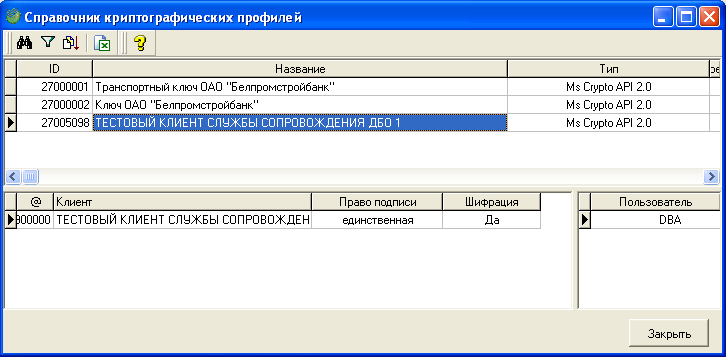 Справочник криптографических профилей
ID Название Тип
27000001 Транспортный ключ ОАО "Белпромстройбанк" Ms Crypto API 2.0
27000002 Ключ ОАО "Белпромстройбанк" Ms Crypto API 2.0
27005098 ТЕСТОВЫЙ КЛИЕНТ СЛУЖБЫ СОПРОВОЖДЕНИЯ ДБО 1 Ms Crypto API 2.0
@ Клиент Право подписи Шифрация Пользователь
900000 ТЕСТОВЫЙ КЛИЕНТ СЛУЖБЫ СОПРОВОЖДЕН единственная Да DBA
Закрыть